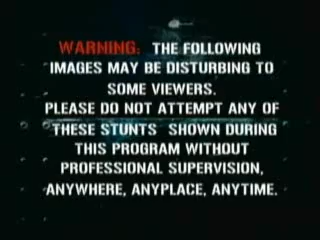 WARNING: THE FOLLOWING
IMAGES MAY BE DISTURBING TO
SOME VIEWERS.
PLEASE DO NOT ATTEMPT ANY OF
THESE STUNTS SHOWN DURING
THIS PROGRAM WITHOUT
PROFESSIONAL SUPERVISION,
ANYWHERE, ANYPLACE, ANYTIME.